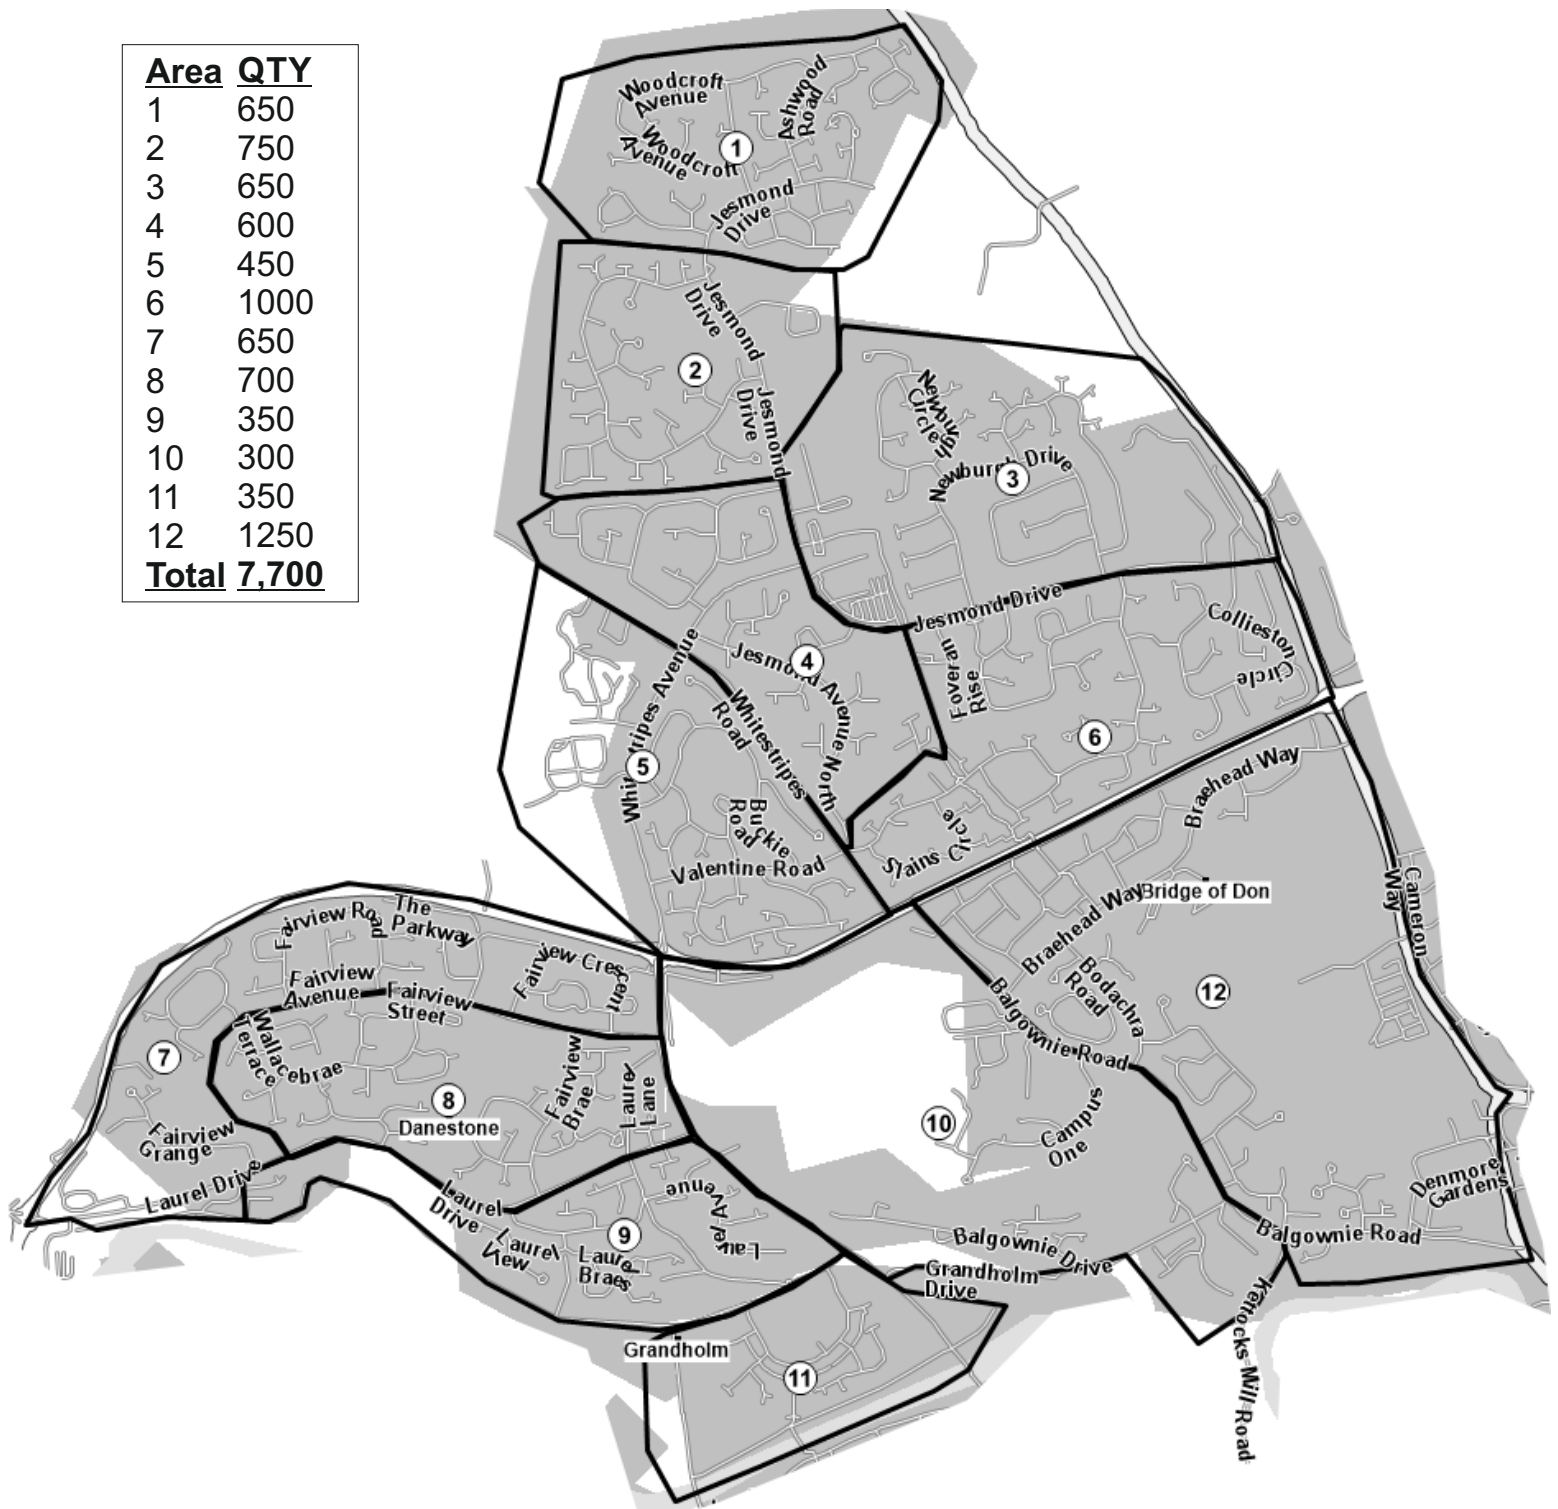 Area QTY
1 650
2 750
3 650
4 600
5 450
6 1000
7 650
8 700
9 350
10 300
11 350
12 1250
Total 7,700
Woodcroft
Avenue
Ashwood
Road
Woodcroft
Avenue
1
Jesmond
Drive
Jesmond
Drive
2
Jesmond
Drive
Newburgh
Circle
Newburgh Drive
3
Jesmond Drive
Collieston
Circle
Foveran
Rise
Jesmond Avenue North
4
Whitestripes Avenue
Whitestripes
Road
5
6
Buckie
Road
Valentine Road
Slains Circle
Braehead Way
Bridge of Don
Braehead Way
Cameron
Way
Bodachra
Road
12
Balgownie Road
Fairview Road
The
Parkway
Fairview Crescent
Fairview
Avenue
Fairview
Street
Wallacebrae
Terrace
7
Fairview
Brae
Laurel
Lane
8
Danestone
Fairview
Grange
Laurel Drive
Laurel
Drive
Laurel
View
9
Laurel
Braes
Laurel Avenue
10
Campus
One
Denmore
Gardens
Balgownie Road
Balgownie Drive
Grandholm
Drive
Kettocks Mill Road
Grandholm
11